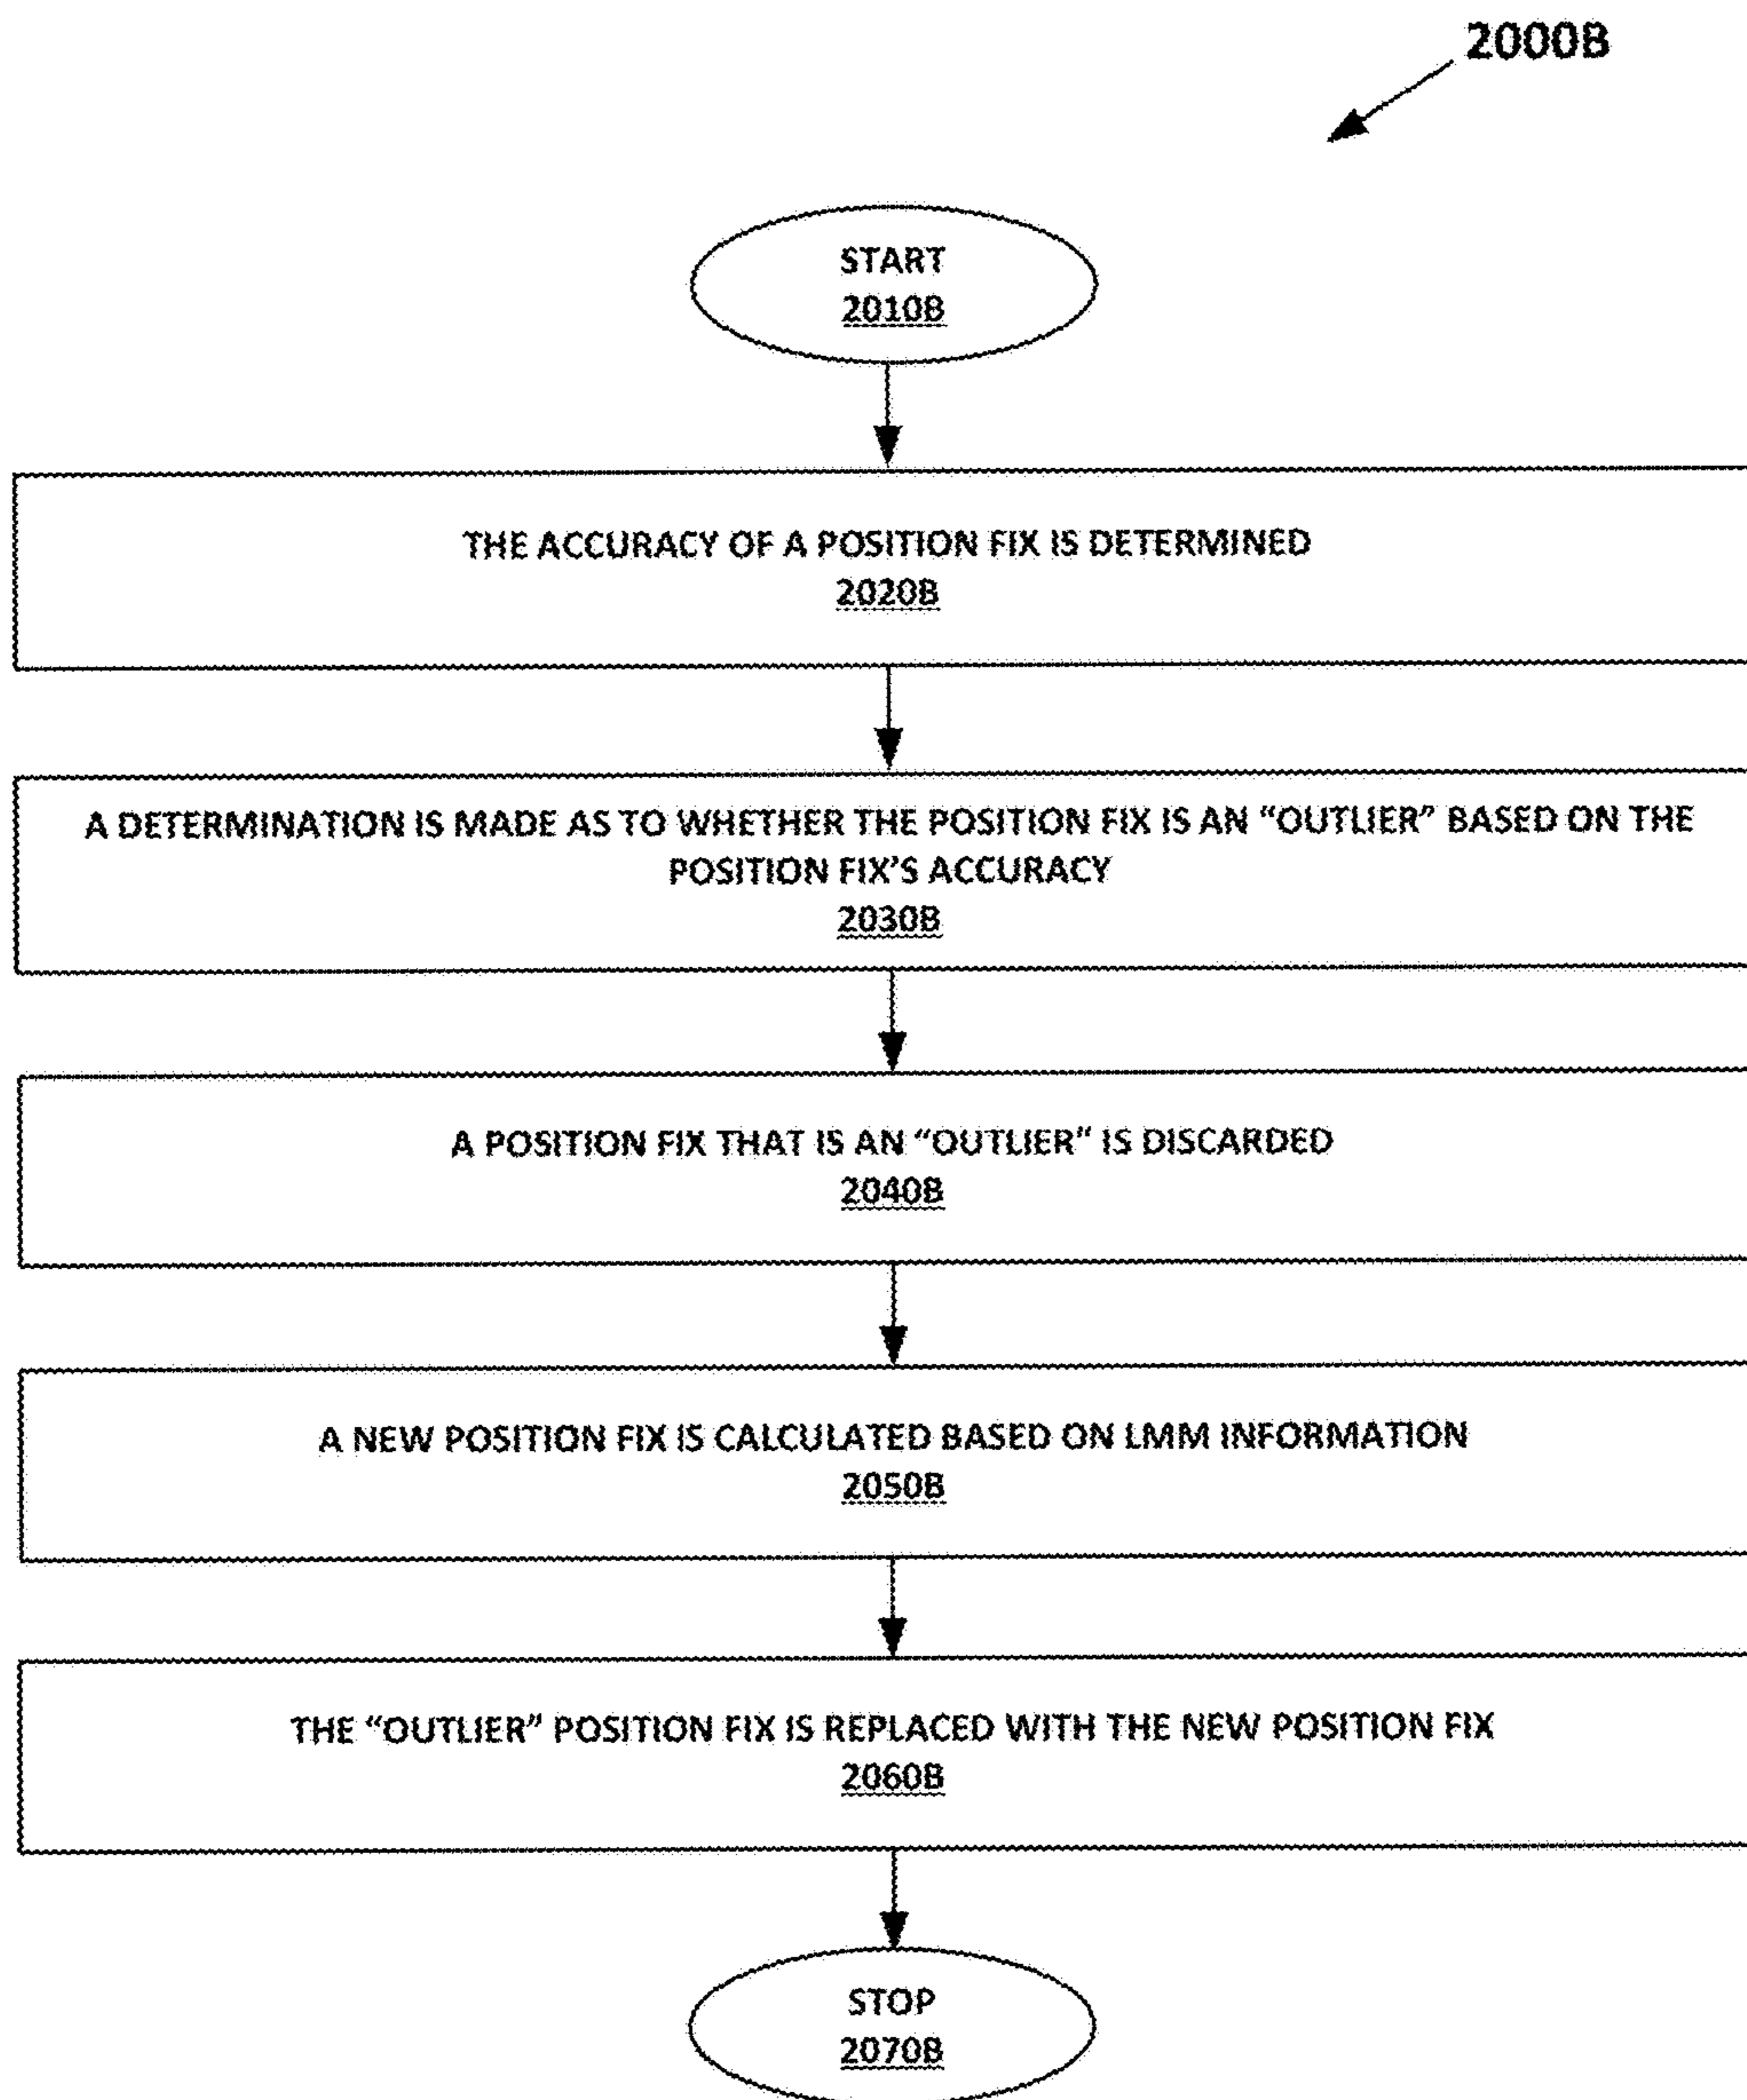 2000B
START
2010B
THE ACCURACY OF A POSITION FIX IS DETERMINED
2020B
A DETERMINATION IS MADE AS TO WHETHER THE POSITION FIX IS AN “OUTLIER” BASED ON THE
POSITION FIX’S ACCURACY
2030B
A POSITION FIX THAT IS AN “OUTLIER” IS DISCARDED
2040B
A NEW POSITION FIX IS CALCULATED BASED ON LMM INFORMATION
2050B
THE “OUTLIER” POSITION FIX IS REPLACED WITH THE NEW POSITION FIX
2060B
STOP
2070B